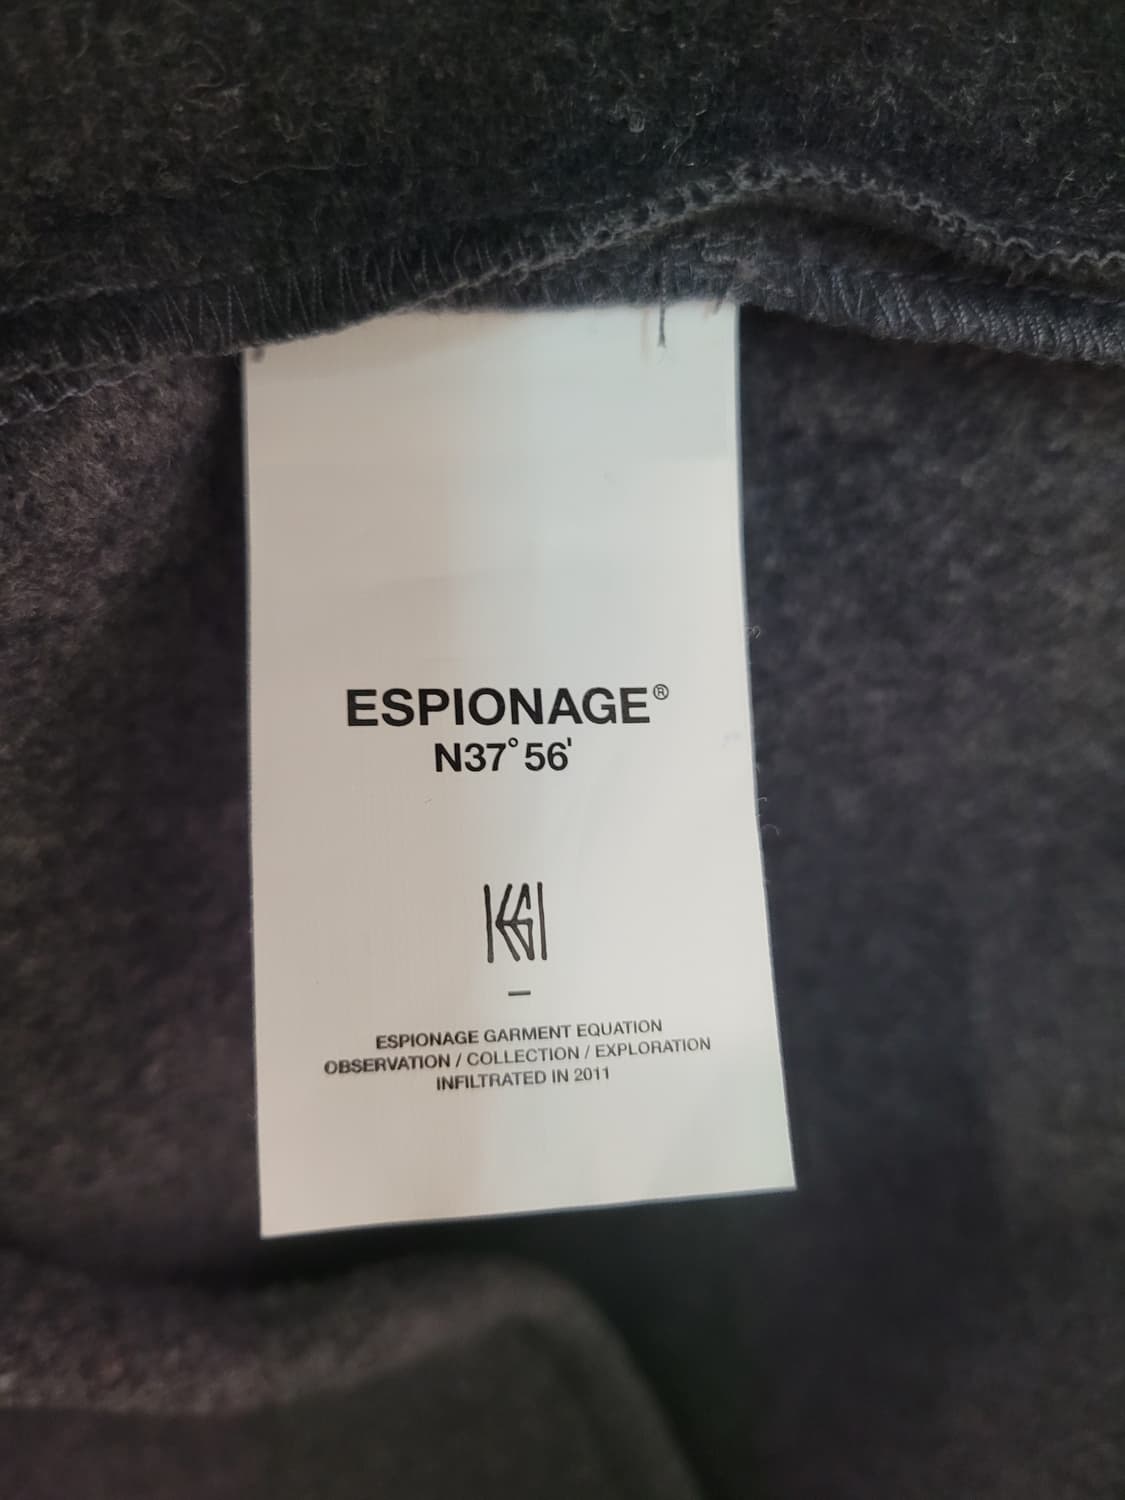 ESPIONAGE®
N37°56'
ESPIONAGE GARMENT EQUATION
OBSERVATION / COLLECTION / EXPLORATION
INFILTRATED IN 2011